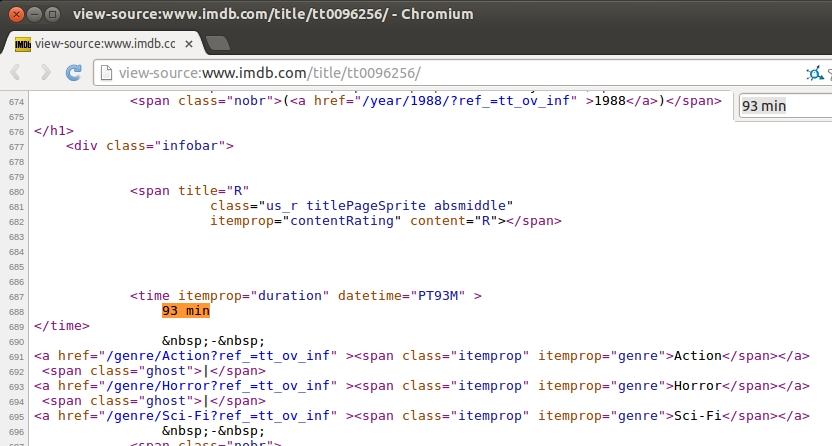 view-source:www.imdb.com/title/tt0096256/ - Chromium
IMDb view-source:www.imdb.cc ×
view-source:www.imdb.com/title/tt0096256/
93 min
674 <span class="nobr">(<a href="/year/1988/?ref_=tt_ov_inf" >1988</a>)</span>
675
676 </h1>
677 <div class="infobar">
678
679
680 <span title="R"
681 class="us_r titlePageSprite absmiddle"
682 itemprop="contentRating" content="R"></span>
683
684
685
686
687 <time itemprop="duration" datetime="PT93M" >
688 93 min
689 </time>
690 &nbsp;-&nbsp;
691 <a href="/genre/Action?ref_=tt_ov_inf" ><span class="itemprop" itemprop="genre">Action</span></a>
692 <span class="ghost">|</span>
693 <a href="/genre/Horror?ref_=tt_ov_inf" ><span class="itemprop" itemprop="genre">Horror</span></a>
694 <span class="ghost">|</span>
695 <a href="/genre/Sci-Fi?ref_=tt_ov_inf" ><span class="itemprop" itemprop="genre">Sci-Fi</span></a>
696 &nbsp;-&nbsp;
697 <span class="nobr">